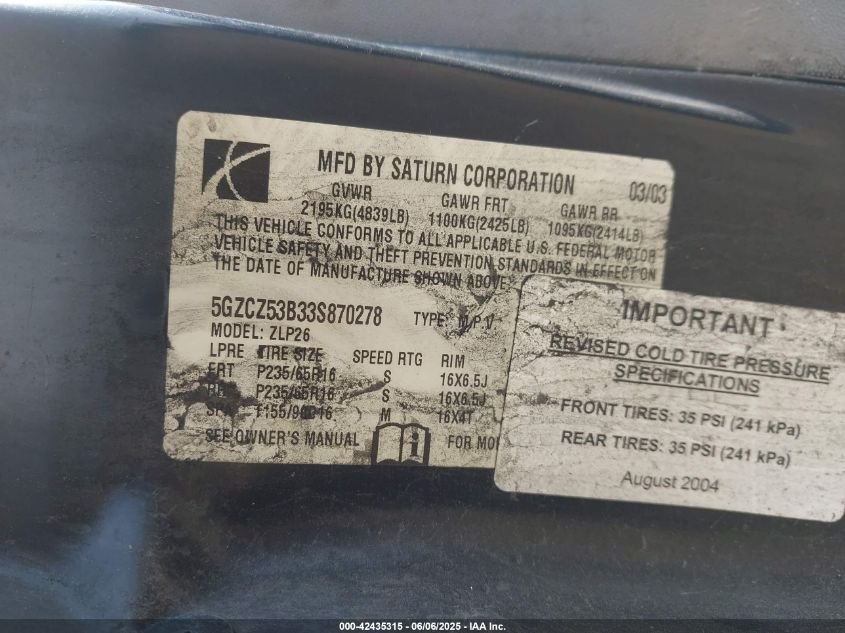 MFD BY SATURN CORPORATION 03/03
GVWR GAWR FRT GAWR RR
2195KG(4839LB) 1100KG(2425LB) 1095KG(2414LB)
THIS VEHICLE CONFORMS TO ALL APPLICABLE U.S. FEDERAL MOTOR
VEHICLE SAFETY AND THEFT PREVENTION STANDARDS IN EFFECT ON
THE DATE OF MANUFACTURE SHOWN ABOVE.
5GZCZ53B33S870278 TYPE: M.P.V
MODEL: ZLP26
LPRE TIRE SIZE SPEED RTG RIM
FRT P235/65R16 S 16X6.5J
P235/65R16 S 16X6.5J
SPA M 16X4T
SEE OWNER'S MANUAL FOR MO
IMPORTANT
REVISED COLD TIRE PRESSURE
SPECIFICATIONS
FRONT TIRES: 35 PSI (241 kPa)
REAR TIRES: 35 PSI (241 kPa)
August 2004
000-42435315 - 06/06/2025 - IAA Inc.